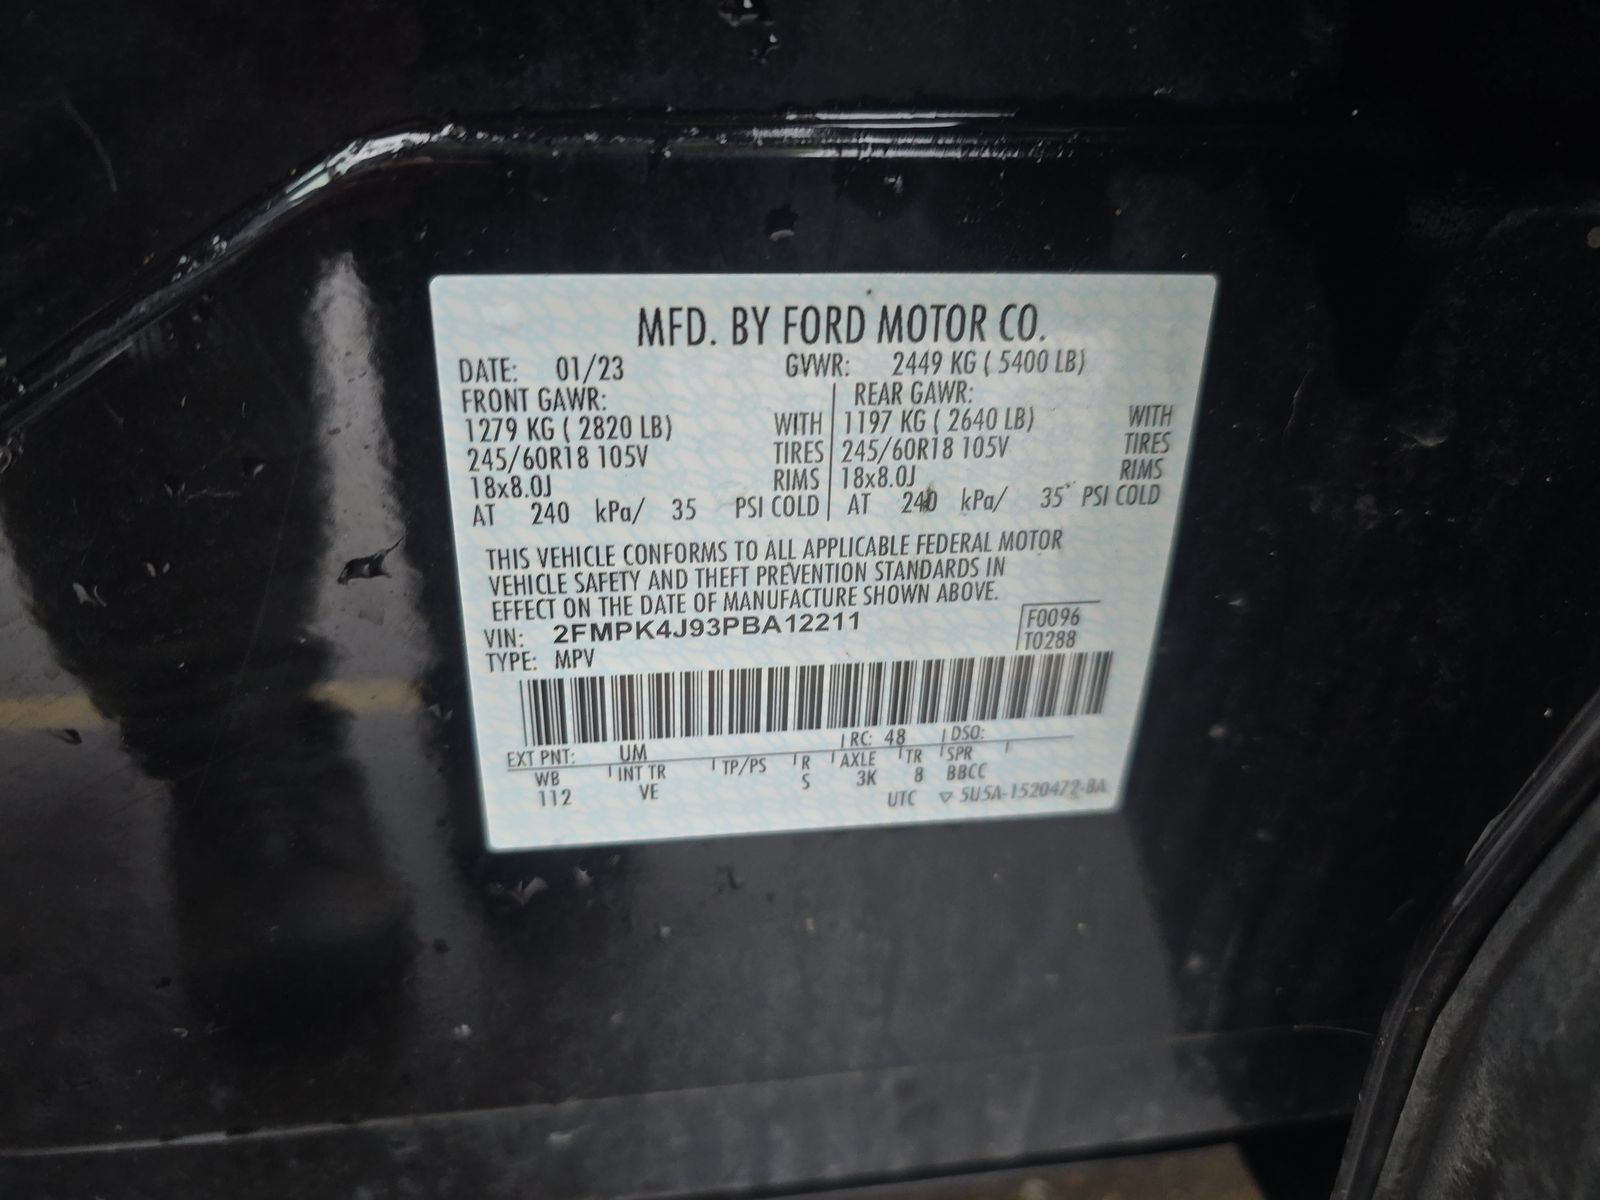 MFD. BY FORD MOTOR CO.
DATE: 01/23 GVWR: 2449 KG ( 5400 LB)
FRONT GAWR: REAR GAWR:
1279 KG ( 2820 LB) WITH 1197 KG ( 2640 LB) WITH
245/60R18 105V TIRES 245/60R18 105V TIRES
18x8.0J RIMS 18x8.0J RIMS
AT 240 kPa/ 35 PSI COLD AT 240 kPa/ 35 PSI COLD
THIS VEHICLE CONFORMS TO ALL APPLICABLE FEDERAL MOTOR
VEHICLE SAFETY AND THEFT PREVENTION STANDARDS IN
EFFECT ON THE DATE OF MANUFACTURE SHOWN ABOVE.
VIN: 2FMPK4J93PBA12211 F0096
TYPE: MPV T0288
EXT PNT: UM RC: 48 DSO:
WB INT TR TP/PS R AXLE TR SPR
112 VE S 3K 8 BBCC
UTC ▽ 5U5A-1520472-BA